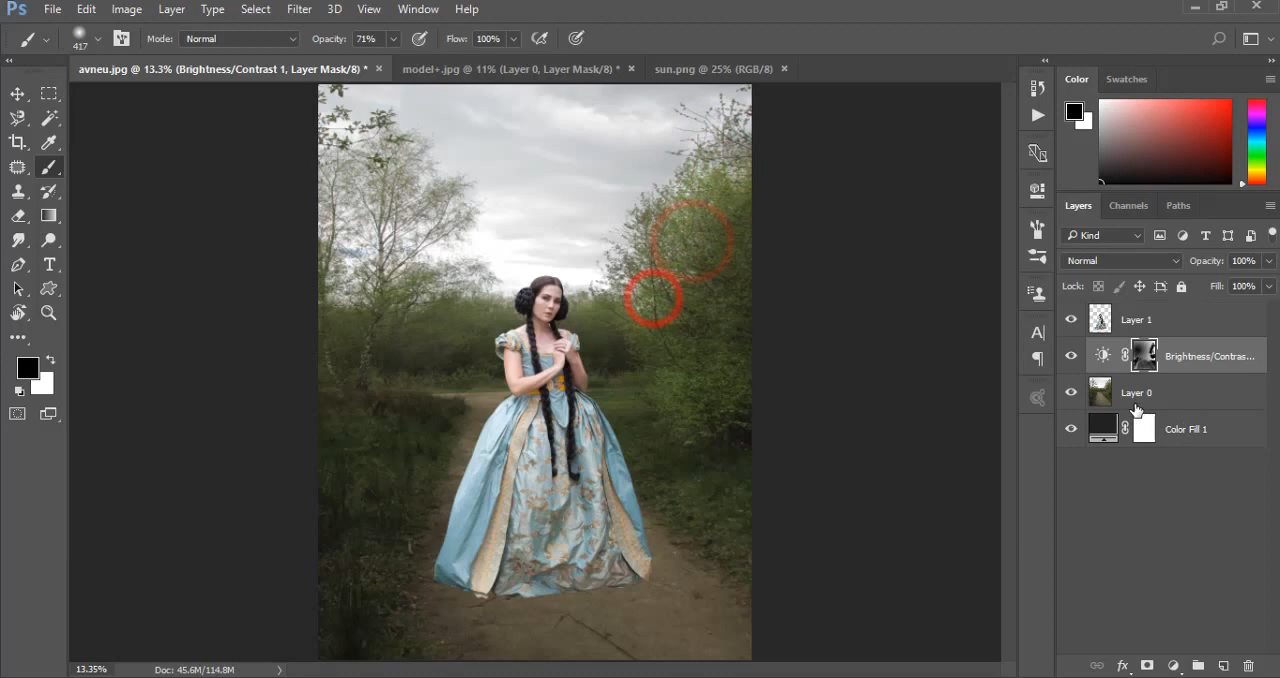 Ps File Edit Image Layer Type Select Filter 3D View Window Help
417 Mode: Normal Opacity: 71% Flow: 100%
avneu.jpg @ 13.3% (Brightness/Contrast 1, Layer Mask/8) * × model+.jpg @ 11% (Layer 0, Layer Mask/8) * × sun.png @ 25% (RGB/8) ×
Color Swatches
Layers Channels Paths
Kind
Normal Opacity: 100%
Lock: Fill: 100%
Layer 1
Brightness/Contras...
Layer 0
Color Fill 1
13.35% Doc: 45.6M/114.8M